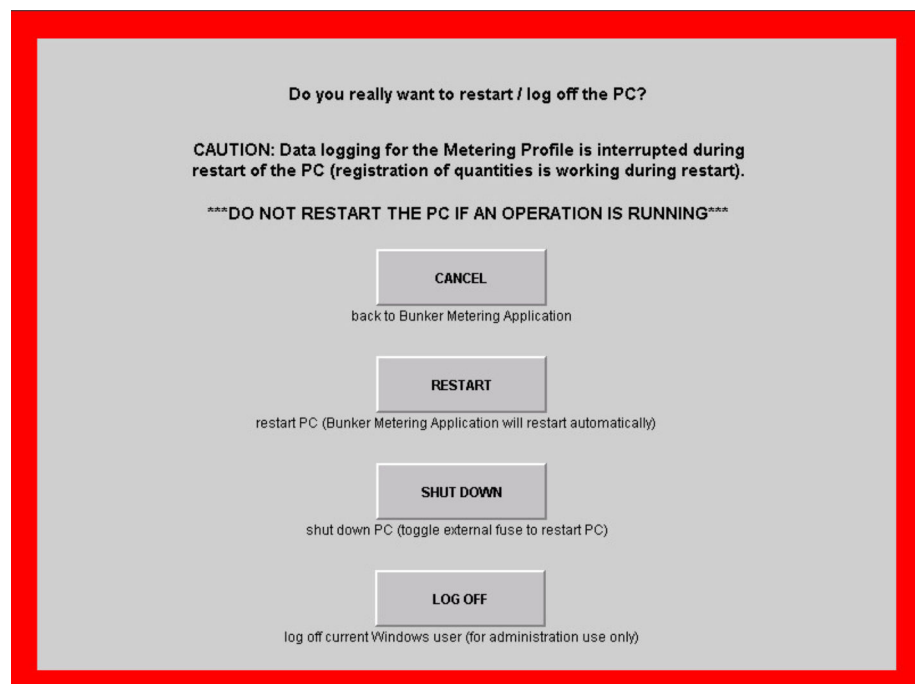 Do you really want to restart / log off the PC?
CAUTION: Data logging for the Metering Profile is interrupted during
restart of the PC (registration of quantities is working during restart).
***DO NOT RESTART THE PC IF AN OPERATION IS RUNNING***
CANCEL
back to Bunker Metering Application
RESTART
restart PC (Bunker Metering Application will restart automatically)
SHUT DOWN
shut down PC (toggle external fuse to restart PC)
LOG OFF
log off current Windows user (for administration use only)